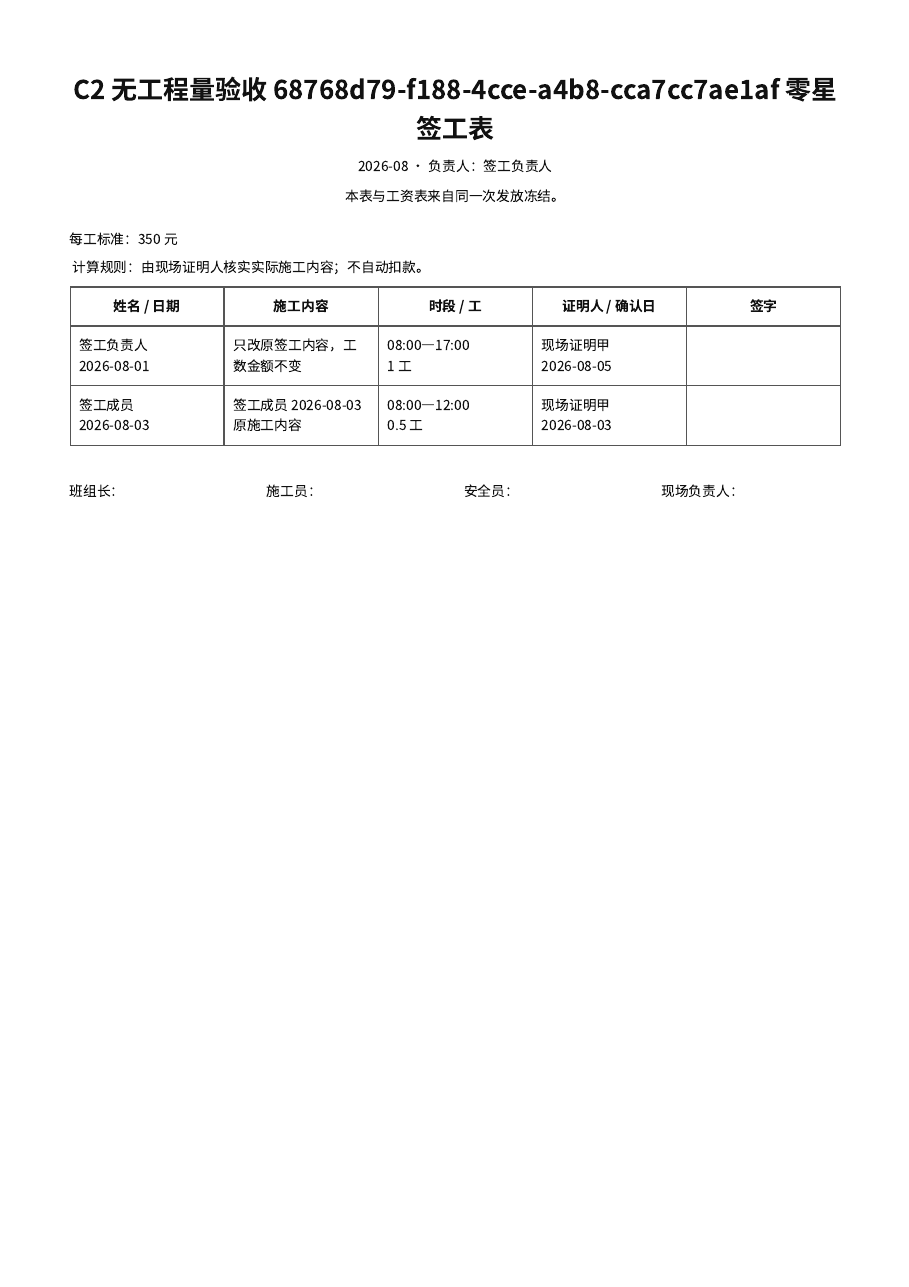 C2 无工程量验收 68768d79-f188-4cce-a4b8-cca7cc7ae1af 零星
签工表
2026-08 · 负责人：签工负责人
本表与工资表来自同一次发放冻结。
每工标准：350 元
计算规则：由现场证明人核实实际施工内容；不自动扣款。
姓名 / 日期 施工内容 时段 / 工 证明人 / 确认日 签字
签工负责人 只改原签工内容，工 08:00—17:00 现场证明甲
2026-08-01 数金额不变 1 工 2026-08-05
签工成员 签工成员 2026-08-03 08:00—12:00 现场证明甲
2026-08-03 原施工内容 0.5 工 2026-08-03
班组长： 施工员： 安全员： 现场负责人：